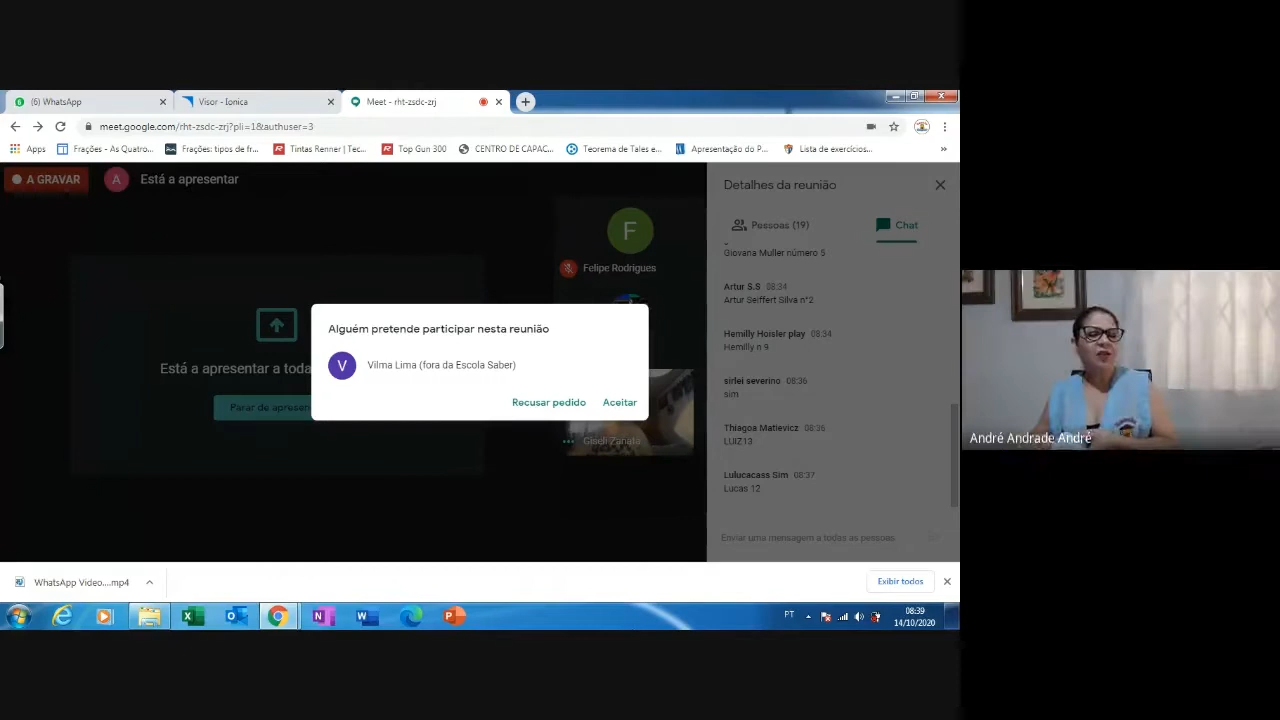 (6) WhatsApp
Visor - Ionica
Meet - rht-zsdc-zrj
meet.google.com/rht-zsdc-zrj?pli=1&authuser=3
Apps
Frações - As Quatro...
Frações: tipos de fr...
Tintas Renner | Tec...
Top Gun 300
CENTRO DE CAPAC...
Teorema de Tales e...
Apresentação do P...
Lista de exercícios...
»
A GRAVAR
A
Está a apresentar
Detalhes da reunião
Pessoas (19)
Chat
Giovana Muller número 5
Artur S.S 08:34
Artur Seiffert Silva n°2
Hemilly Hoisler play 08:34
Hemilly n 9
sirlei severino 08:36
sim
Thiagoa Matievicz 08:36
LUIZ13
Lulucacass Sim 08:37
Lucas 12
Enviar uma mensagem a todas as pessoas
F
Felipe Rodrigues
Está a apresentar a toda
Parar de apresen
Alguém pretende participar nesta reunião
V
Vilma Lima (fora da Escola Saber)
Recusar pedido
Aceitar
Giseli Zanata
André Andrade André
WhatsApp Video....mp4
Exibir todos
PT
08:39
14/10/2020